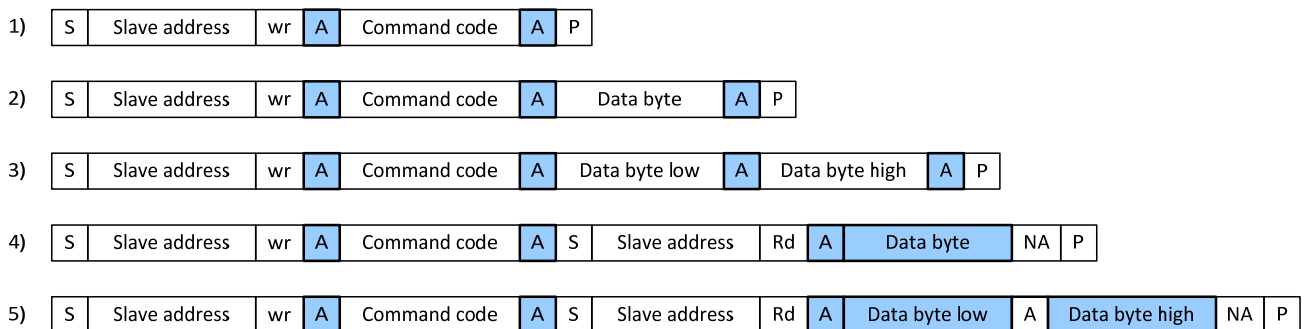 1) S Slave address wr A Command code A P
2) S Slave address wr A Command code A Data byte A P
3) S Slave address wr A Command code A Data byte low A Data byte high A P
4) S Slave address wr A Command code A S Slave address Rd A Data byte NA P
5) S Slave address wr A Command code A S Slave address Rd A Data byte low A Data byte high NA P